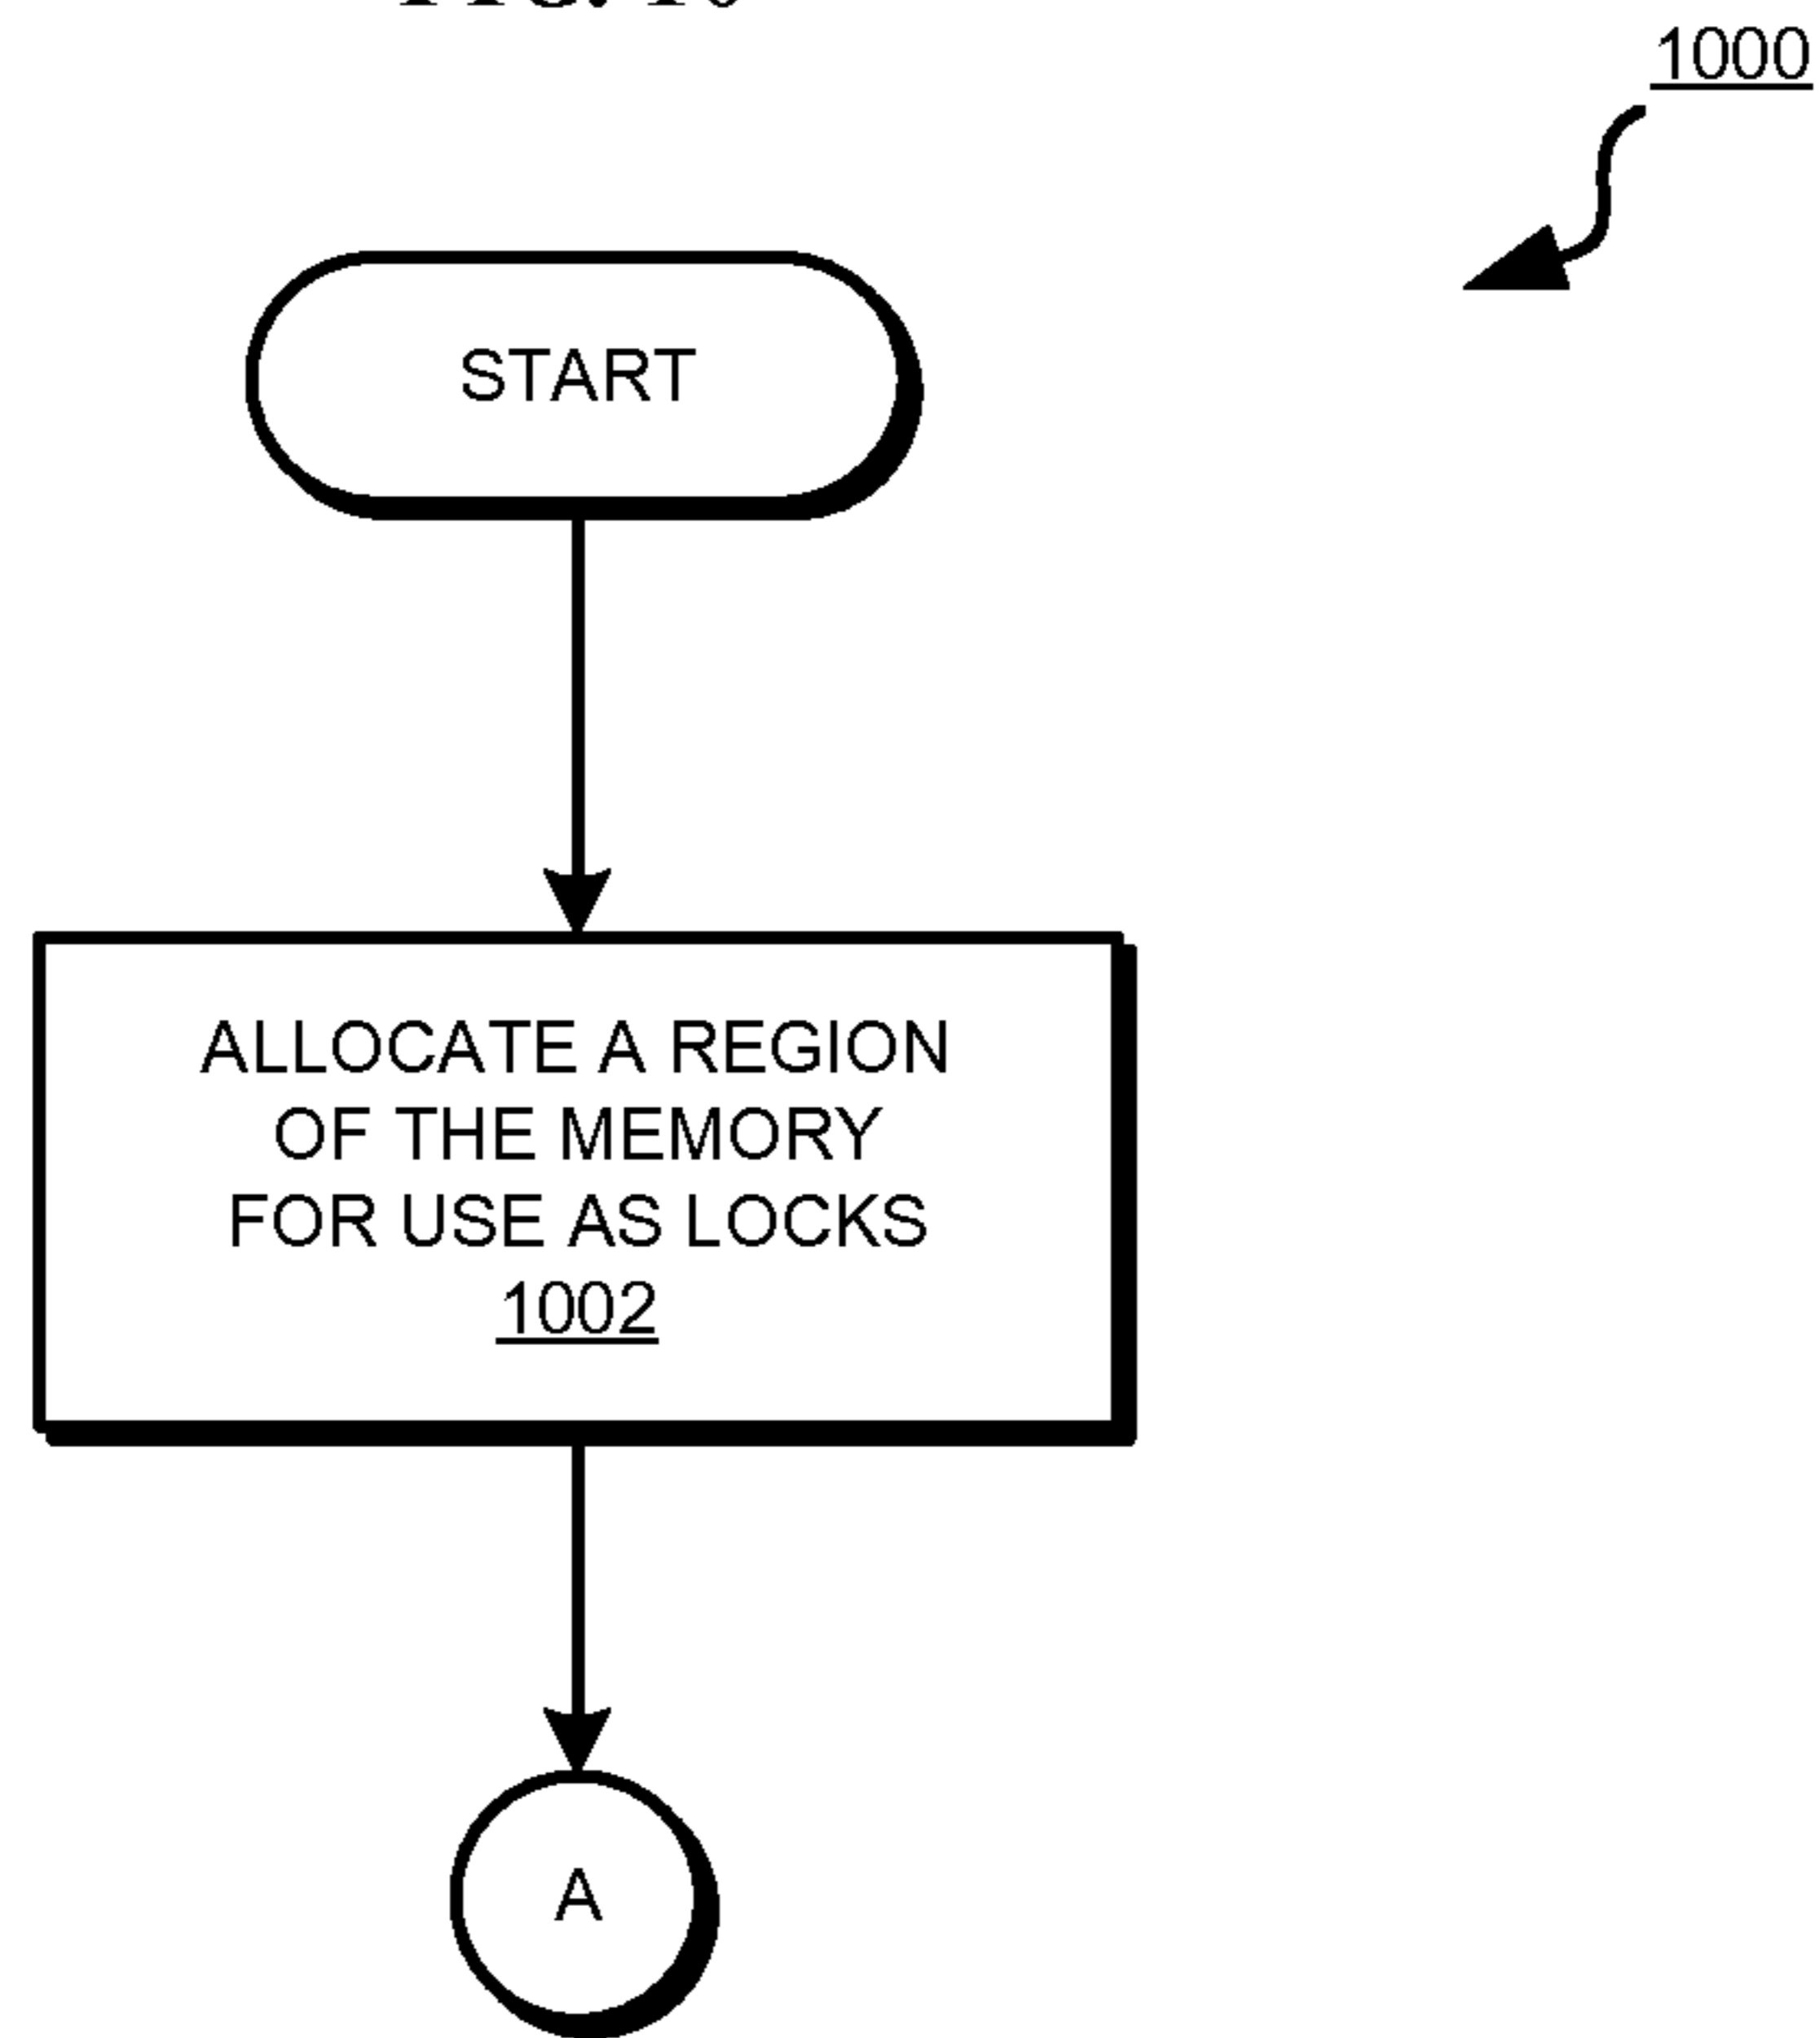 1000
START
ALLOCATE A REGION
OF THE MEMORY
FOR USE AS LOCKS
1002
A